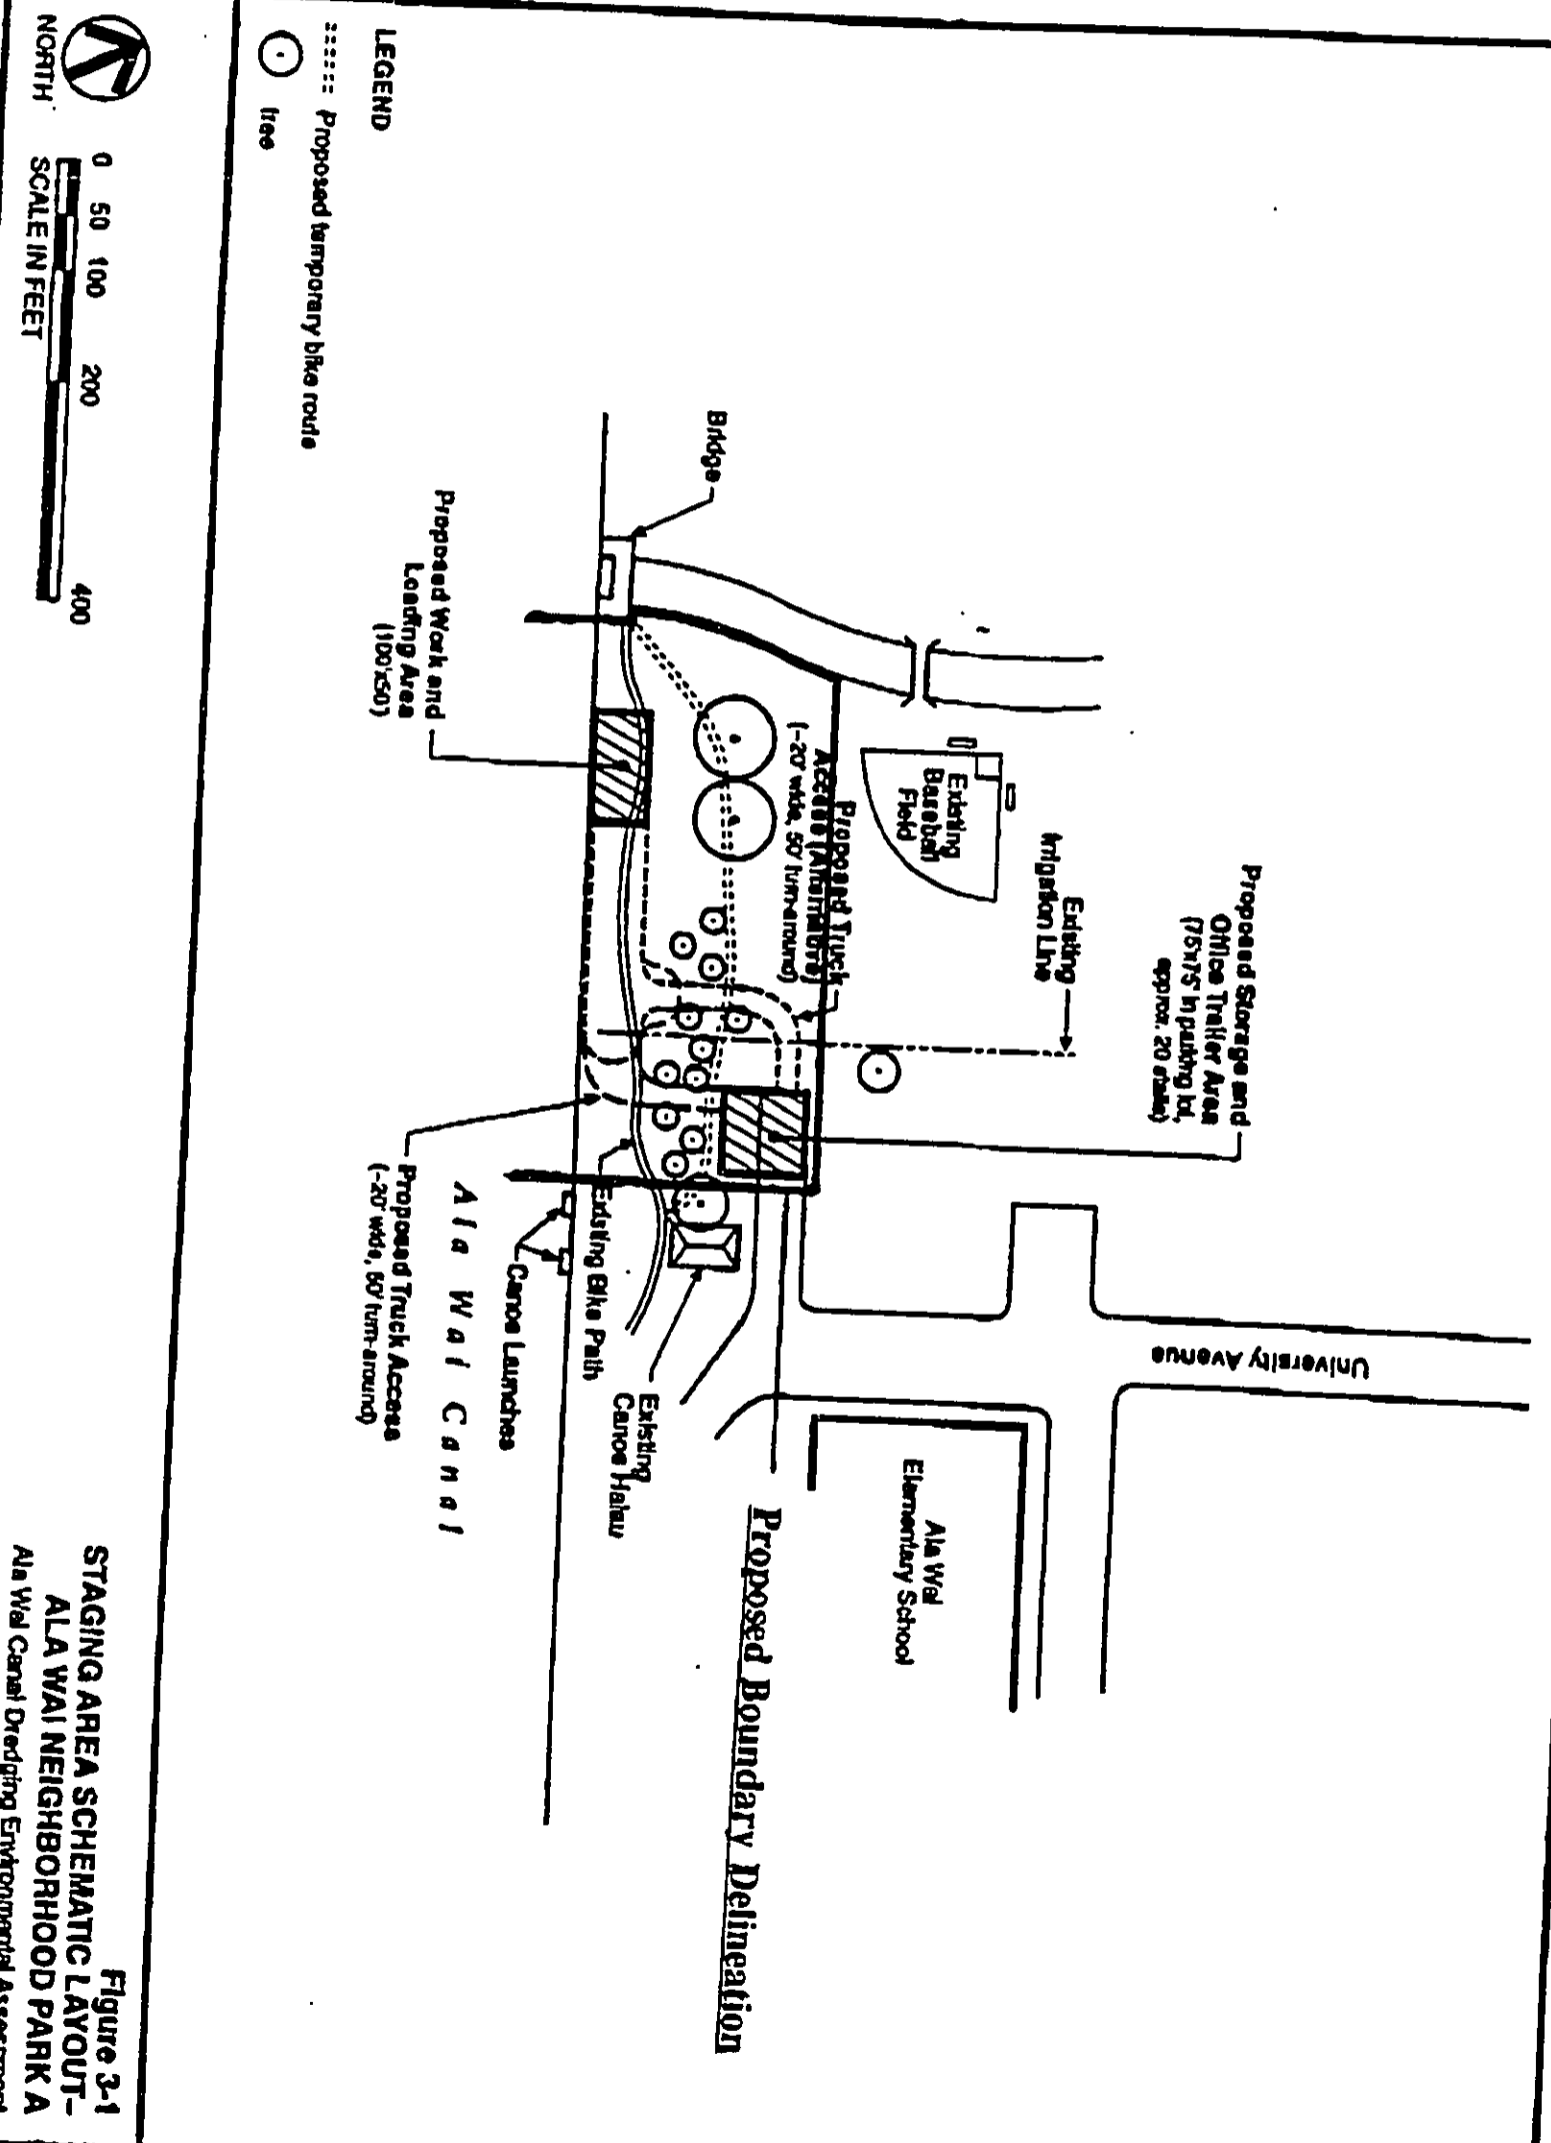 Proposed Storage and
Office Trailer Area
(75'x75' in parking lot,
approx. 20 stalls)
Existing
Irrigation Line
Existing
Baseball
Field
Proposed Truck
Access (Alternative)
(~20' wide, 50' turn-around)
University Avenue
Ala Wai
Elementary School
Bridge
Proposed Boundary Delineation
Existing
Canoe Halau
Existing Bike Path
Canoe Launches
Ala Wai Canal
Proposed Work and
Loading Area
(100'x50')
Proposed Truck Access
(~20' wide, 50' turn-around)
LEGEND
Proposed temporary bike route
tree
NORTH
0 50 100 200 400
SCALE IN FEET
Figure 3-1
STAGING AREA SCHEMATIC LAYOUT–
ALA WAI NEIGHBORHOOD PARK A
Ala Wai Canal Dredging Environmental Assessment